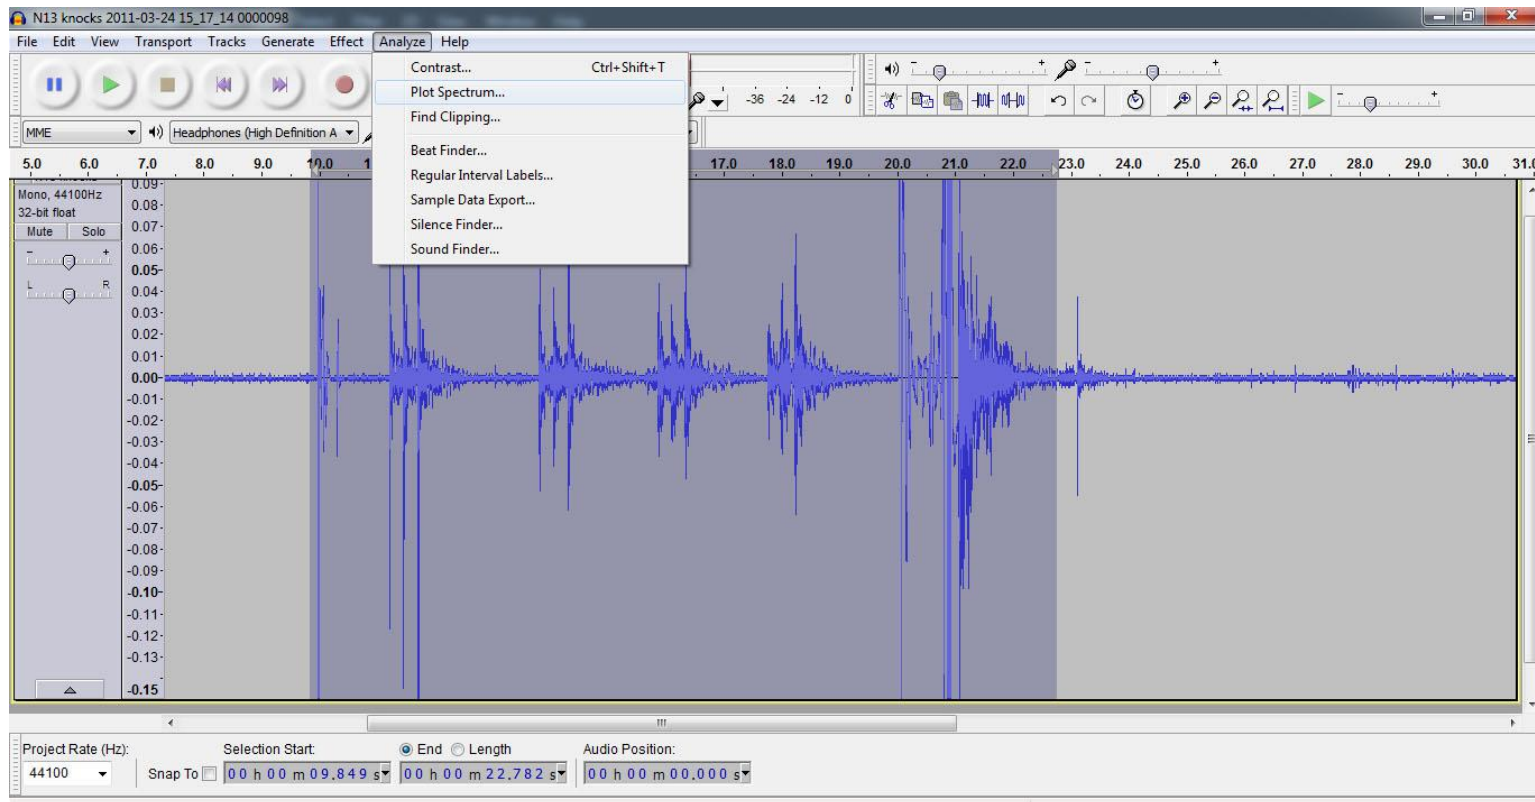 N13 knocks 2011-03-24 15_17_14 0000098
File Edit View Transport Tracks Generate Effect Analyze Help
Contrast... Ctrl+Shift+T
Plot Spectrum...
Find Clipping...
Beat Finder...
Regular Interval Labels...
Sample Data Export...
Silence Finder...
Sound Finder...
-36 -24 -12 0
MME Headphones (High Definition A
5.0 6.0 7.0 8.0 9.0 10.0 1 17.0 18.0 19.0 20.0 21.0 22.0 23.0 24.0 25.0 26.0 27.0 28.0 29.0 30.0 31.0
Mono, 44100Hz
32-bit float
Mute Solo
- +
L R
0.09
0.08
0.07
0.06
0.05
0.04
0.03
0.02
0.01
0.00
-0.01
-0.02
-0.03
-0.04
-0.05
-0.06
-0.07
-0.08
-0.09
-0.10
-0.11
-0.12
-0.13
-0.15
Project Rate (Hz): Selection Start: End Length Audio Position:
44100 Snap To 00 h 00 m 09.849 s 00 h 00 m 22.782 s 00 h 00 m 00.000 s